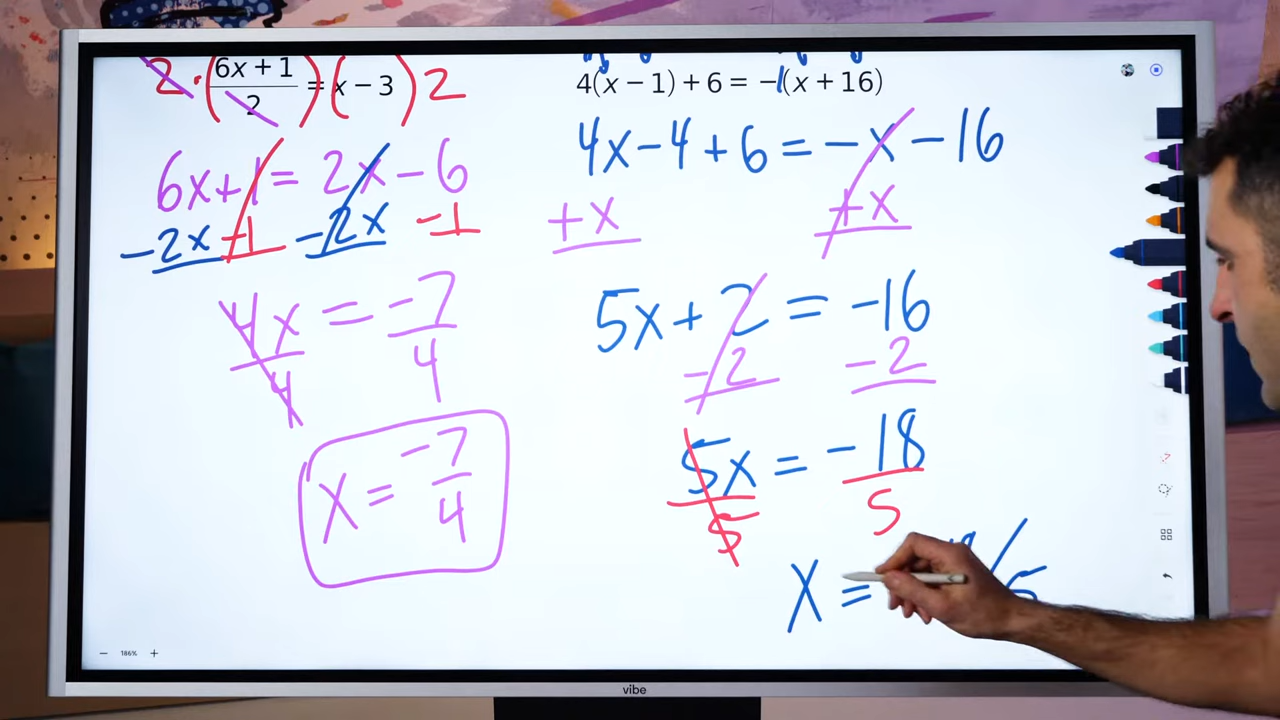 2·(6x + 1 / 2) = (x − 3)2
6x+1 = 2x−6
−2x −1 −2x −1
4x/4 = −7/4
x = −7/4
4(x − 1) + 6 = −1(x + 16)
4x−4+6 = −x−16
+x +x
5x+2 = −16
−2 −2
5x/5 = −18/5
x = /5
186%
vibe